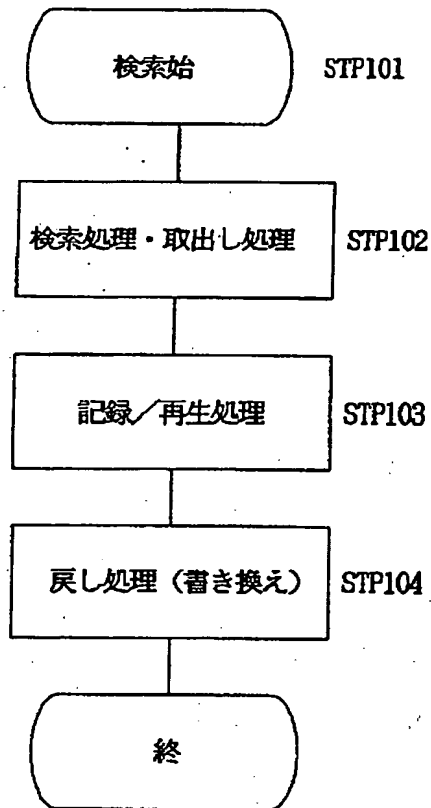 検索始 STP101
検索処理・取出し処理 STP102
記録／再生処理 STP103
戻し処理（書き換え） STP104
終